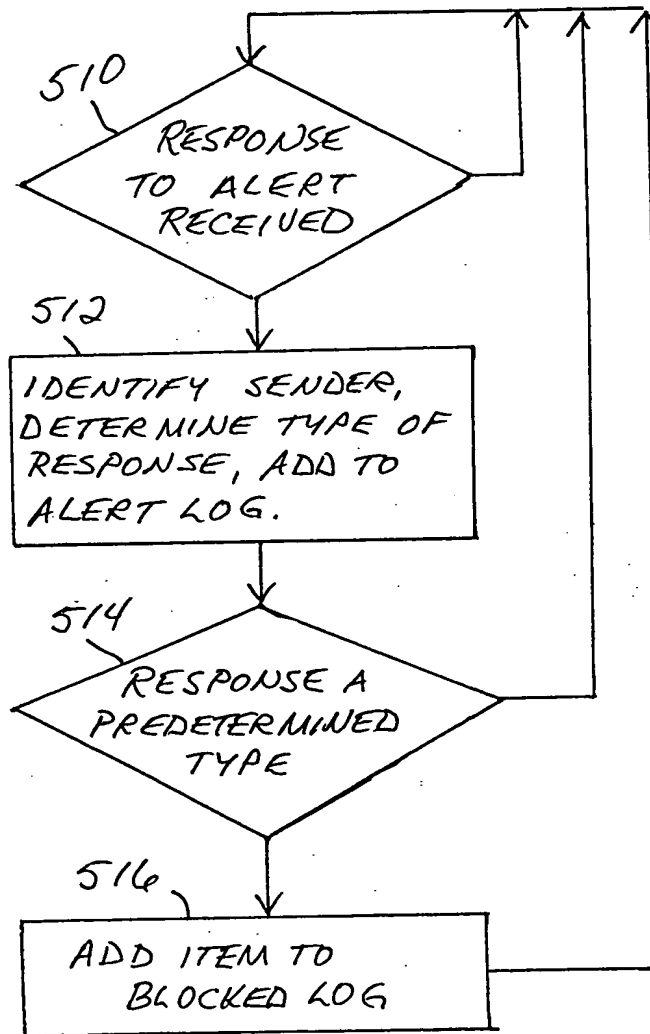 510
RESPONSE
TO ALERT
RECEIVED
512
IDENTIFY SENDER,
DETERMINE TYPE OF
RESPONSE, ADD TO
ALERT LOG.
514
RESPONSE A
PREDETERMINED
TYPE
516
ADD ITEM TO
BLOCKED LOG